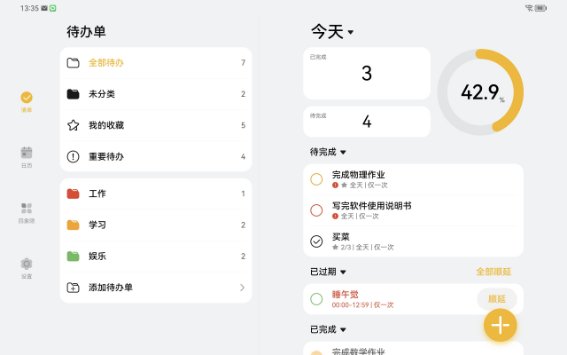 13:35
待办单
全部待办 7
未分类 2
我的收藏 5
重要待办 4
工作 1
学习 2
娱乐 2
添加待办单
清单
日历
四象限
设置
今天
已完成
3
待完成
4
42.9%
待完成
完成物理作业
全天 | 仅一次
写完软件使用说明书
全天 | 仅一次
买菜
2/3 | 全天 | 仅一次
已过期 全部顺延
睡午觉 顺延
00:00-12:59 | 仅一次
已完成
完成数学作业